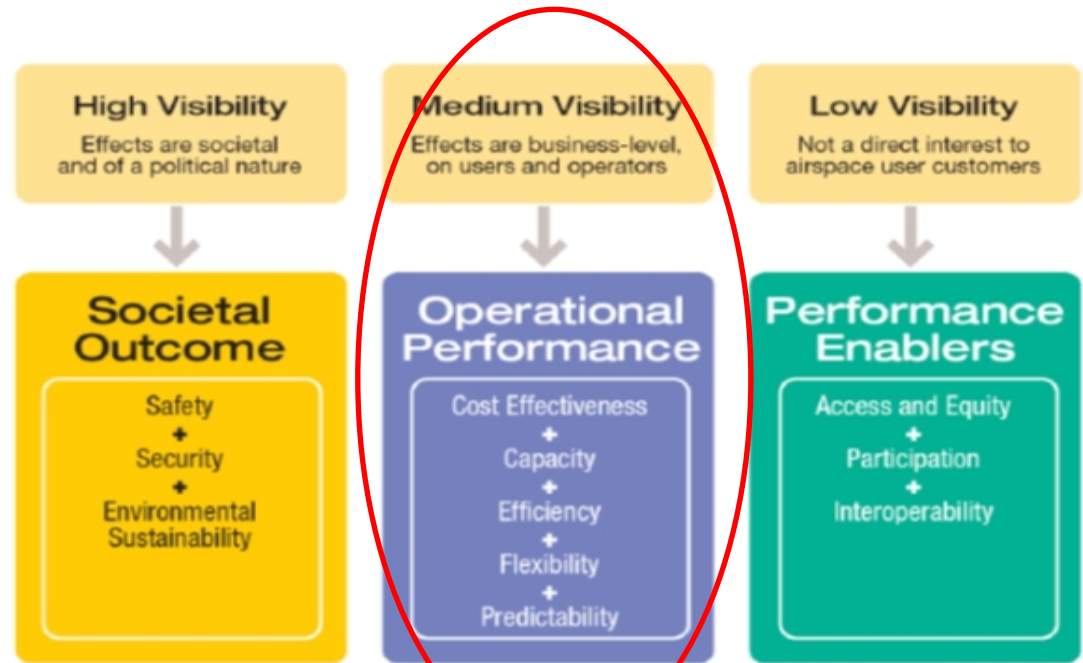 High Visibility
Effects are societal
and of a political nature
Societal
Outcome
Safety
+
Security
+
Environmental
Sustainability
Medium Visibility
Effects are business-level,
on users and operators
Operational
Performance
Cost Effectiveness
+
Capacity
+
Efficiency
+
Flexibility
+
Predictability
Low Visibility
Not a direct interest to
airspace user customers
Performance
Enablers
Access and Equity
+
Participation
+
Interoperability